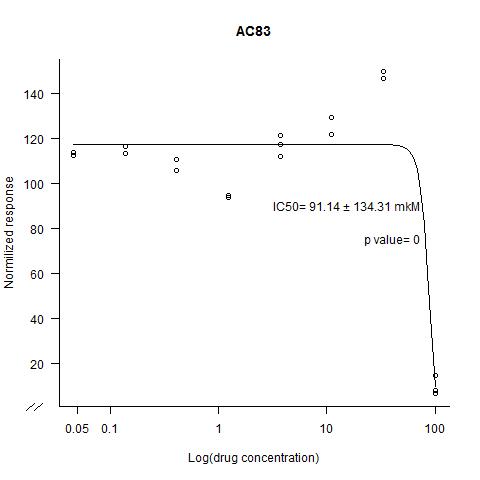 AC83
Normilized response
140
120
100
80
60
40
20
IC50= 91.14 ± 134.31 mkM
p value= 0
0.05 0.1 1 10 100
Log(drug concentration)